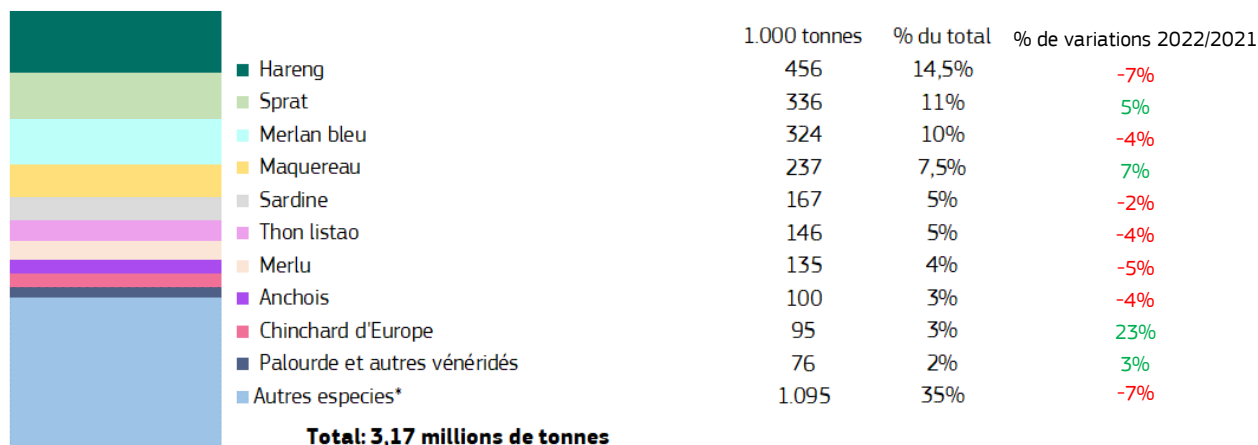 1.000 tonnes % du total % de variations 2022/2021
Hareng 456 14,5% -7%
Sprat 336 11% 5%
Merlan bleu 324 10% -4%
Maquereau 237 7,5% 7%
Sardine 167 5% -2%
Thon listao 146 5% -4%
Merlu 135 4% -5%
Anchois 100 3% -4%
Chinchard d'Europe 95 3% 23%
Palourde et autres vénéridés 76 2% 3%
Autres especies* 1.095 35% -7%
Total: 3,17 millions de tonnes